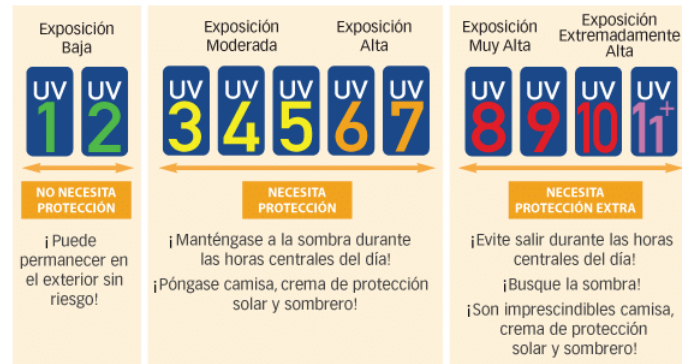 Exposición
Baja
UV
1
UV
2
NO NECESITA
PROTECCIÓN
¡Puede
permanecer en
el exterior sin
riesgo!
Exposición
Moderada
Exposición
Alta
UV
3
UV
4
UV
5
UV
6
UV
7
NECESITA
PROTECCIÓN
¡Manténgase a la sombra durante
las horas centrales del día!
¡Póngase camisa, crema de protección
solar y sombrero!
Exposición
Muy Alta
Exposición
Extremadamente
Alta
UV
8
UV
9
UV
10
UV
11+
NECESITA
PROTECCIÓN EXTRA
¡Evite salir durante las horas
centrales del día!
¡Busque la sombra!
¡Son imprescindibles camisa,
crema de protección
solar y sombrero!